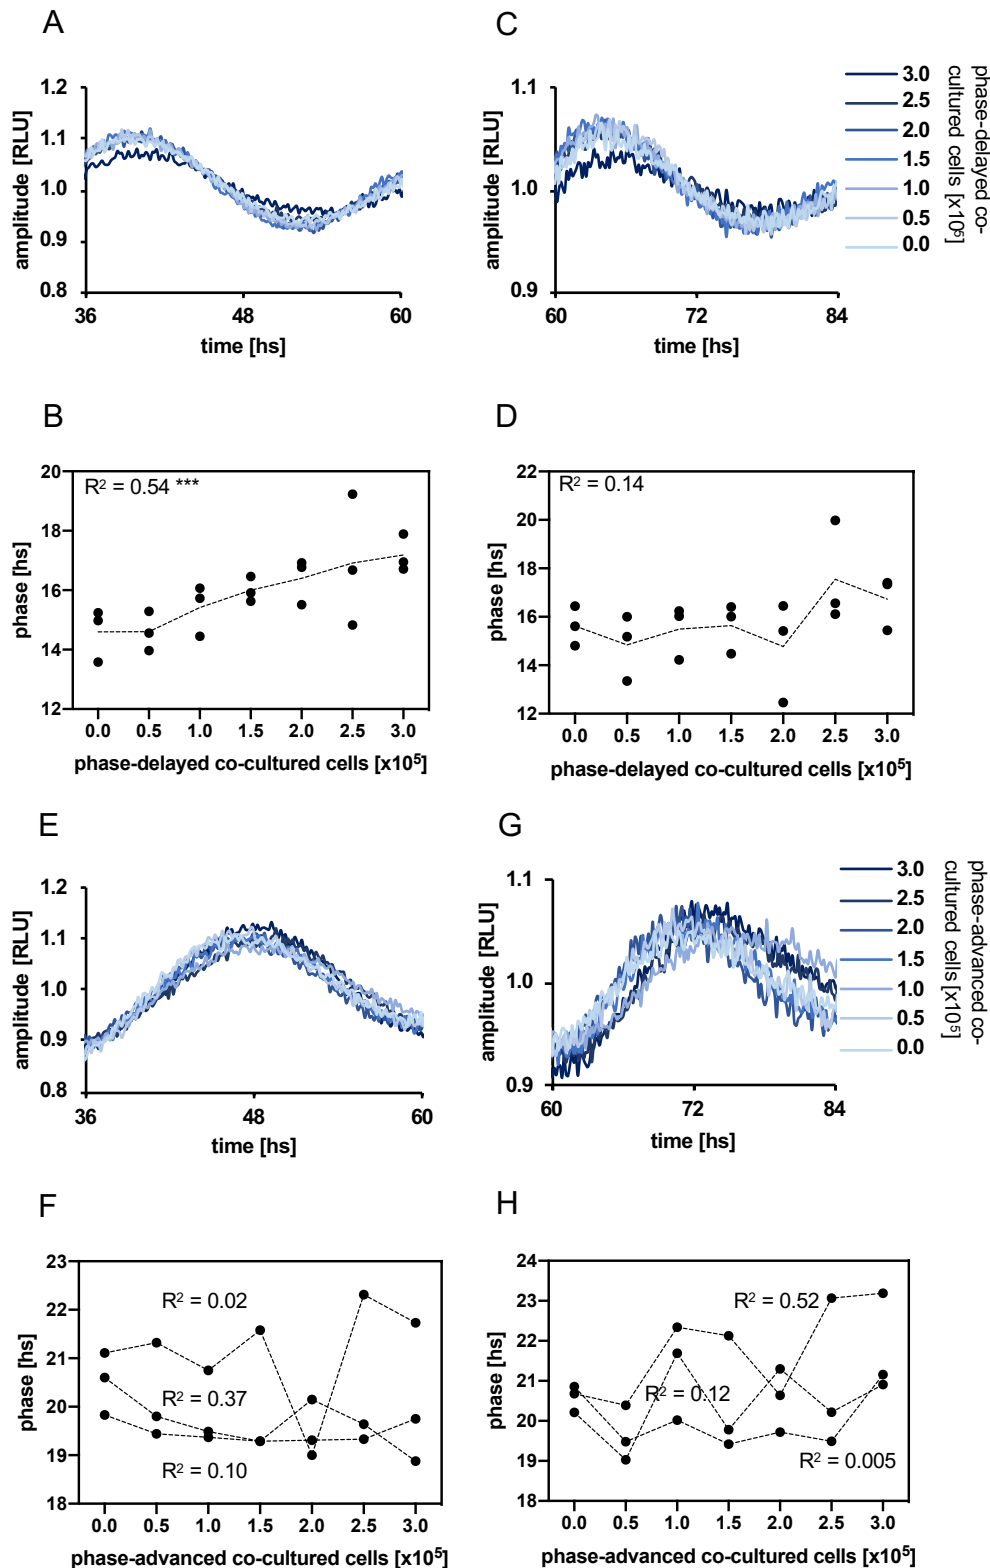 A
1.2
1.1
1.0
0.9
0.8
amplitude [RLU]
36
48
60
time [hs]
C
1.1
1.0
0.9
amplitude [RLU]
60
72
84
time [hs]
3.0
2.5
2.0
1.5
1.0
0.5
0.0
phase-delayed co-
cultured cells [x10⁵]
B
20
18
16
14
12
phase [hs]
R² = 0.54 ***
0.0 0.5 1.0 1.5 2.0 2.5 3.0
phase-delayed co-cultured cells [x10⁵]
D
22
20
18
16
14
12
phase [hs]
R² = 0.14
0.0 0.5 1.0 1.5 2.0 2.5 3.0
phase-delayed co-cultured cells [x10⁵]
E
1.2
1.1
1.0
0.9
0.8
amplitude [RLU]
36
48
60
time [hs]
G
1.1
1.0
0.9
amplitude [RLU]
60
72
84
time [hs]
3.0
2.5
2.0
1.5
1.0
0.5
0.0
phase-advanced co-
cultured cells [x10⁵]
F
23
22
21
20
19
18
phase [hs]
R² = 0.02
R² = 0.37
R² = 0.10
0.0 0.5 1.0 1.5 2.0 2.5 3.0
phase-advanced co-cultured cells [x10⁵]
H
24
23
22
21
20
19
18
phase [hs]
R² = 0.52
R² = 0.12
R² = 0.005
0.0 0.5 1.0 1.5 2.0 2.5 3.0
phase-advanced co-cultured cells [x10⁵]